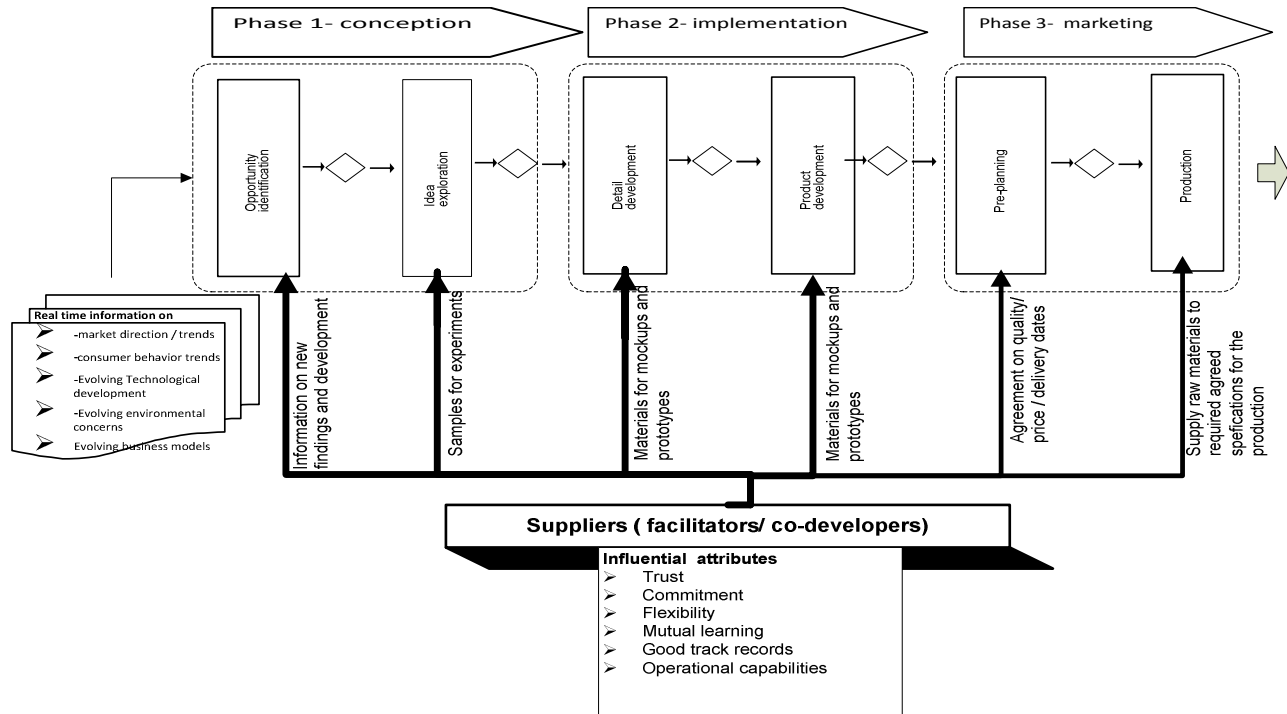 Phase 1- conception
Phase 2- implementation
Phase 3-  marketing
Opportunity
identification
Idea
exploration
Detail
development
Product
development
Pre-planning
Production
Real time information on
-market direction / trends
-consumer behavior trends
-Evolving Technological
development
-Evolving environmental
concerns
Evolving business models
Information on new
findings and development
Samples for experiments
Materials for mockups and
prototypes
Materials for mockups and
prototypes
Agreement on quality/
price / delivery dates
Supply raw materials to
required agreed
spefications for the
production
Suppliers ( facilitators/ co-developers)
Influential  attributes
Trust
Commitment
Flexibility
Mutual learning
Good track records
Operational capabilities